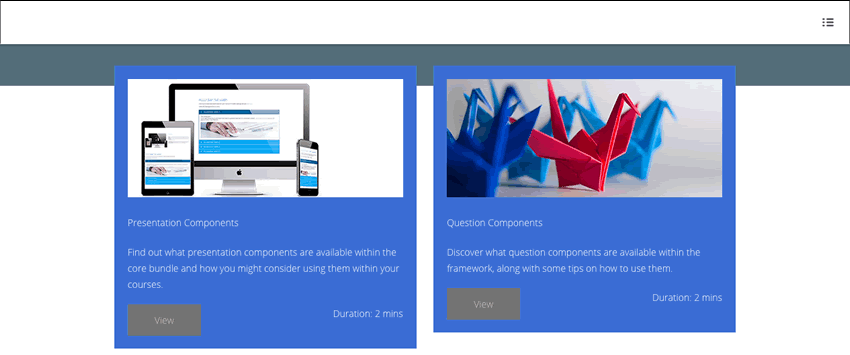 Presentation Components
Find out what presentation components are available within the
core bundle and how you might consider using them within your
courses.
View
Duration: 2 mins
Question Components
Discover what question components are available within the
framework, along with some tips on how to use them.
View
Duration: 2 mins